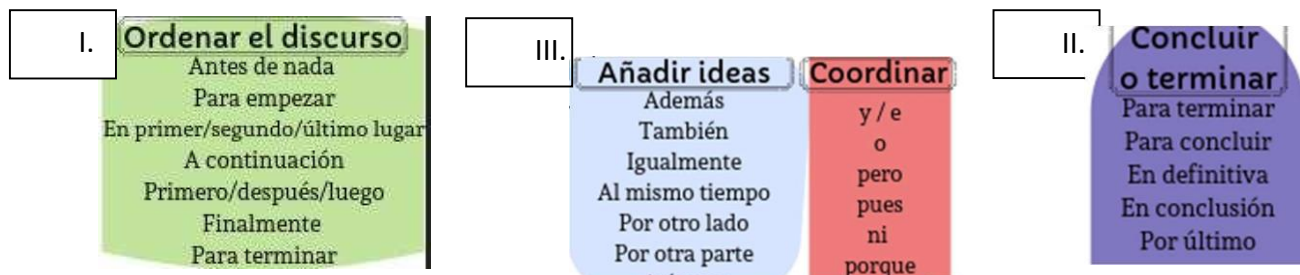 I.
Ordenar el discurso
Antes de nada
Para empezar
En primer/segundo/último lugar
A continuación
Primero/después/luego
Finalmente
Para terminar
III.
Añadir ideas
Además
También
Igualmente
Al mismo tiempo
Por otro lado
Por otra parte
Coordinar
y / e
o
pero
pues
ni
porque
II.
Concluir
o terminar
Para terminar
Para concluir
En definitiva
En conclusión
Por último